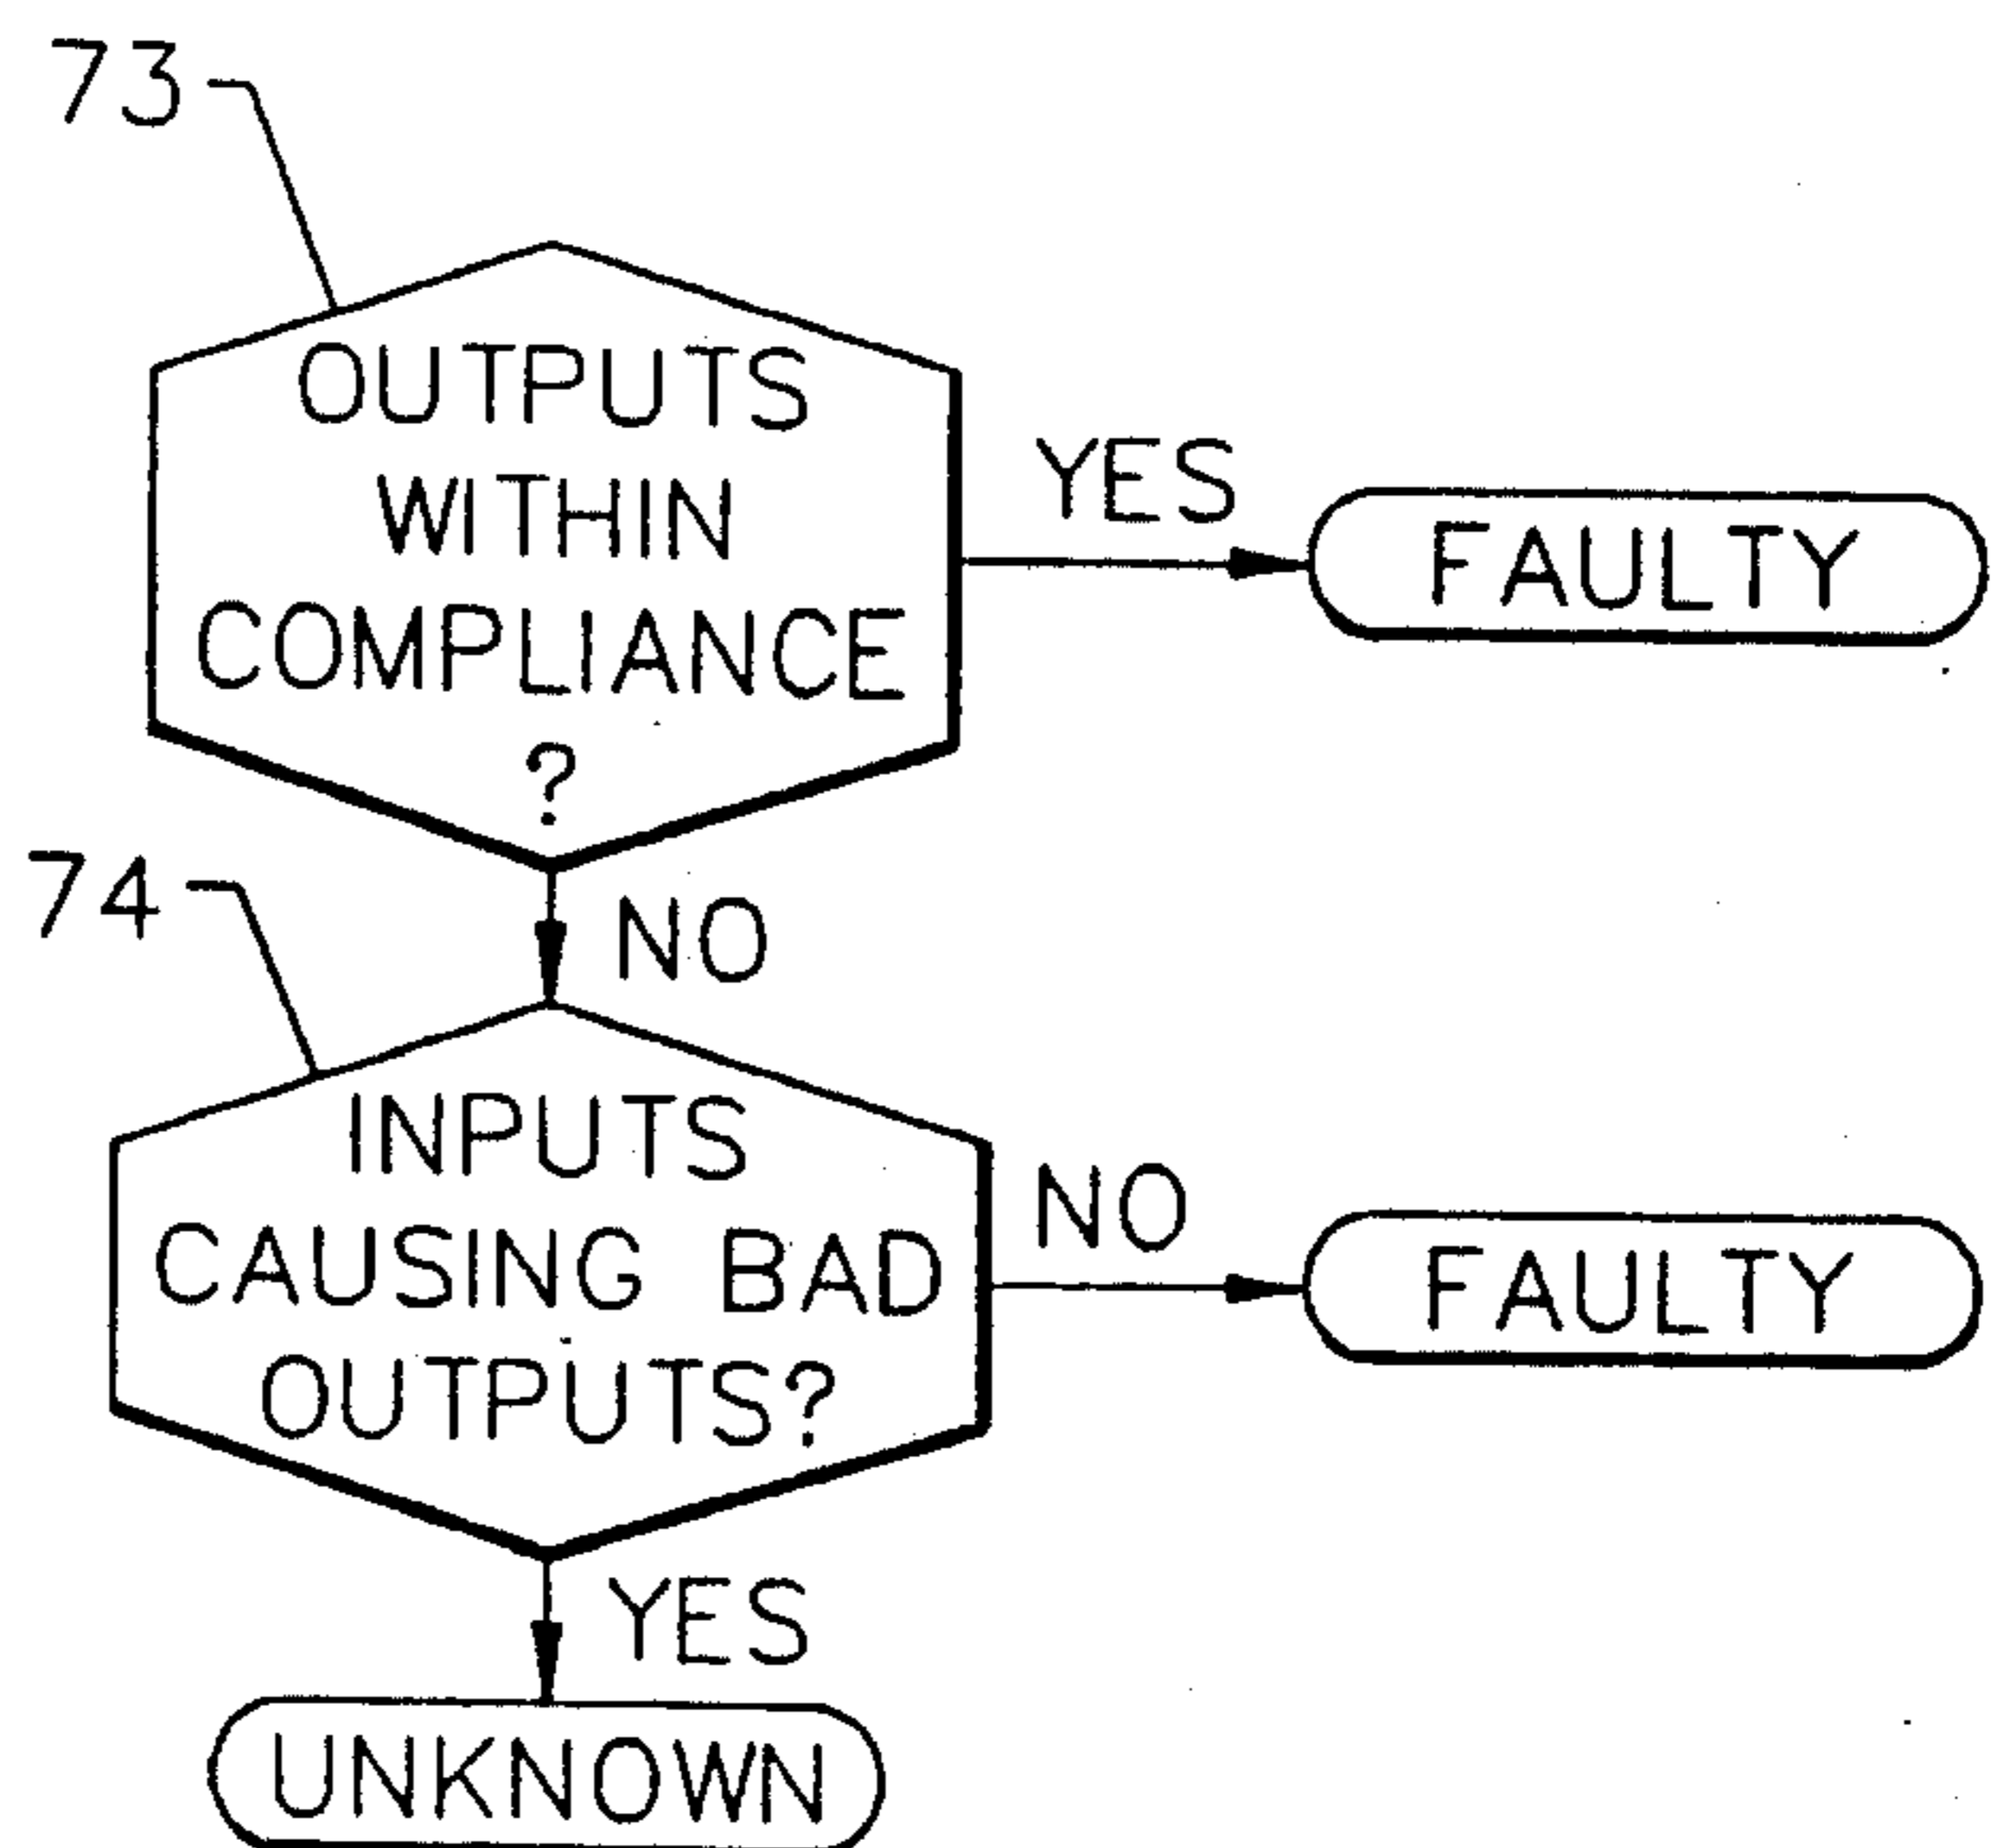 73
OUTPUTS
WITHIN
COMPLIANCE
?
YES
FAULTY
74
NO
INPUTS
CAUSING BAD
OUTPUTS?
NO
FAULTY
YES
UNKNOWN